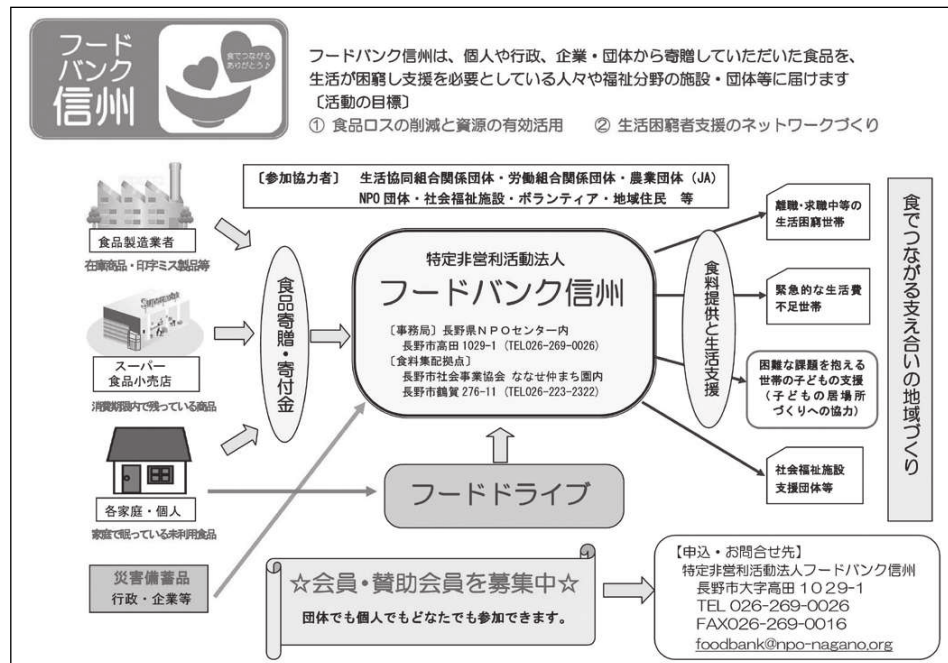 フード
バンク
信州
食でつながる
ありがとう♪
フードバンク信州は、個人や行政、企業・団体から寄贈していただいた食品を、
生活が困窮し支援を必要としている人々や福祉分野の施設・団体等に届けます
〔活動の目標〕
① 食品ロスの削減と資源の有効活用 ② 生活困窮者支援のネットワークづくり
〔参加協力者〕 生活協同組合関係団体・労働組合関係団体・農業団体（JA）
NPO団体・社会福祉施設・ボランティア・地域住民 等
食品製造業者
在庫商品・印字ミス製品等
Supermarket
スーパー
食品小売店
消費期限内で残っている商品
各家庭・個人
家庭で眠っている未利用食品
災害備蓄品
行政・企業等
食品寄贈・寄付金
特定非営利活動法人
フードバンク信州
〔事務局〕長野県NPOセンター内
長野市高田1029-1（TEL026-269-0026）
〔食料集配拠点〕
長野市社会事業協会 ななせ仲まち園内
長野市鶴賀276-11（TEL026-223-2322）
フードドライブ
食料提供と生活支援
離職・求職中等の
生活困窮世帯
緊急的な生活費
不足世帯
困難な課題を抱える
世帯の子どもの支援
（子どもの居場所
づくりへの協力）
社会福祉施設
支援団体等
食でつながる支え合いの地域づくり
☆会員・賛助会員を募集中☆
団体でも個人でもどなたでも参加できます。
【申込・お問合せ先】
特定非営利活動法人フードバンク信州
長野市大字高田1029-1
TEL 026-269-0026
FAX026-269-0016
foodbank@npo-nagano.org